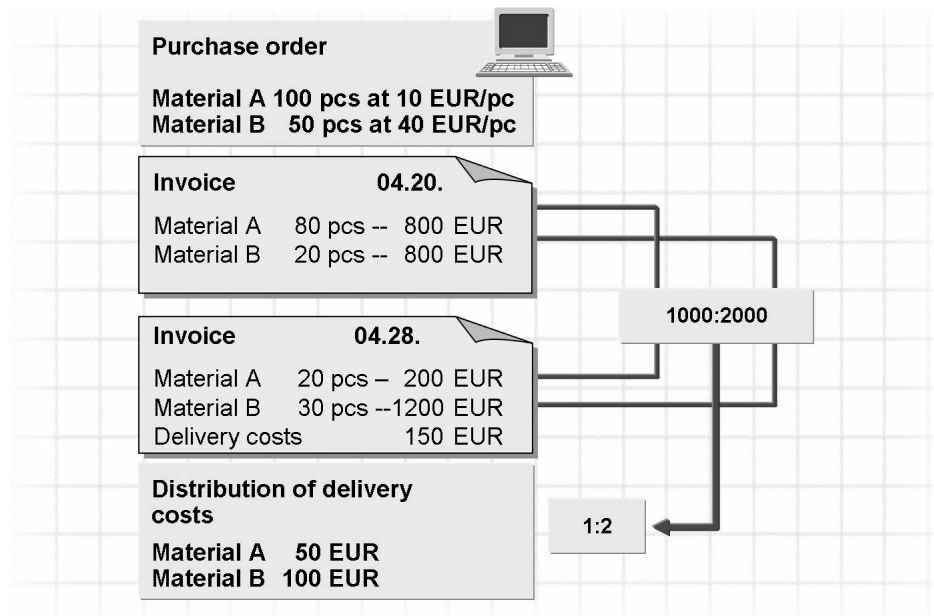 Purchase order
Material A 100 pcs at 10 EUR/pc
Material B 50 pcs at 40 EUR/pc
Invoice 04.20.
Material A 80 pcs -- 800 EUR
Material B 20 pcs -- 800 EUR
1000:2000
Invoice 04.28.
Material A 20 pcs – 200 EUR
Material B 30 pcs --1200 EUR
Delivery costs 150 EUR
Distribution of delivery
costs
Material A 50 EUR
Material B 100 EUR
1:2